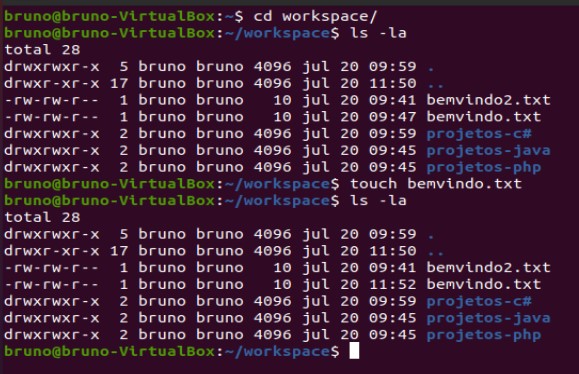 bruno@bruno-VirtualBox:~$ cd workspace/
bruno@bruno-VirtualBox:~/workspace$ ls -la
total 28
drwxrwxr-x  5 bruno bruno 4096 jul 20 09:59 .
drwxr-xr-x 17 bruno bruno 4096 jul 20 11:50 ..
-rw-rw-r--  1 bruno bruno   10 jul 20 09:41 bemvindo2.txt
-rw-rw-r--  1 bruno bruno   10 jul 20 09:47 bemvindo.txt
drwxrwxr-x  2 bruno bruno 4096 jul 20 09:59 projetos-c#
drwxrwxr-x  2 bruno bruno 4096 jul 20 09:45 projetos-java
drwxrwxr-x  2 bruno bruno 4096 jul 20 09:45 projetos-php
bruno@bruno-VirtualBox:~/workspace$ touch bemvindo.txt
bruno@bruno-VirtualBox:~/workspace$ ls -la
total 28
drwxrwxr-x  5 bruno bruno 4096 jul 20 09:59 .
drwxr-xr-x 17 bruno bruno 4096 jul 20 11:50 ..
-rw-rw-r--  1 bruno bruno   10 jul 20 09:41 bemvindo2.txt
-rw-rw-r--  1 bruno bruno   10 jul 20 11:52 bemvindo.txt
drwxrwxr-x  2 bruno bruno 4096 jul 20 09:59 projetos-c#
drwxrwxr-x  2 bruno bruno 4096 jul 20 09:45 projetos-java
drwxrwxr-x  2 bruno bruno 4096 jul 20 09:45 projetos-php
bruno@bruno-VirtualBox:~/workspace$